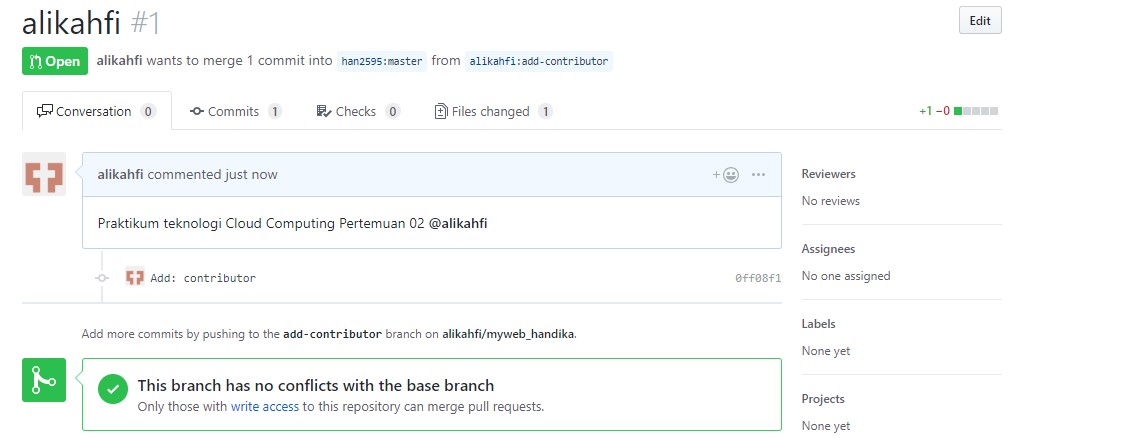 alikahfi #1
Edit
Open alikahfi wants to merge 1 commit into han2595:master from alikahfi:add-contributor
Conversation 0 Commits 1 Checks 0 Files changed 1 +1 −0
alikahfi commented just now
Praktikum teknologi Cloud Computing Pertemuan 02 @alikahfi
Add: contributor 0ff08f1
Add more commits by pushing to the add-contributor branch on alikahfi/myweb_handika.
This branch has no conflicts with the base branch
Only those with write access to this repository can merge pull requests.
Reviewers
No reviews
Assignees
No one assigned
Labels
None yet
Projects
None yet